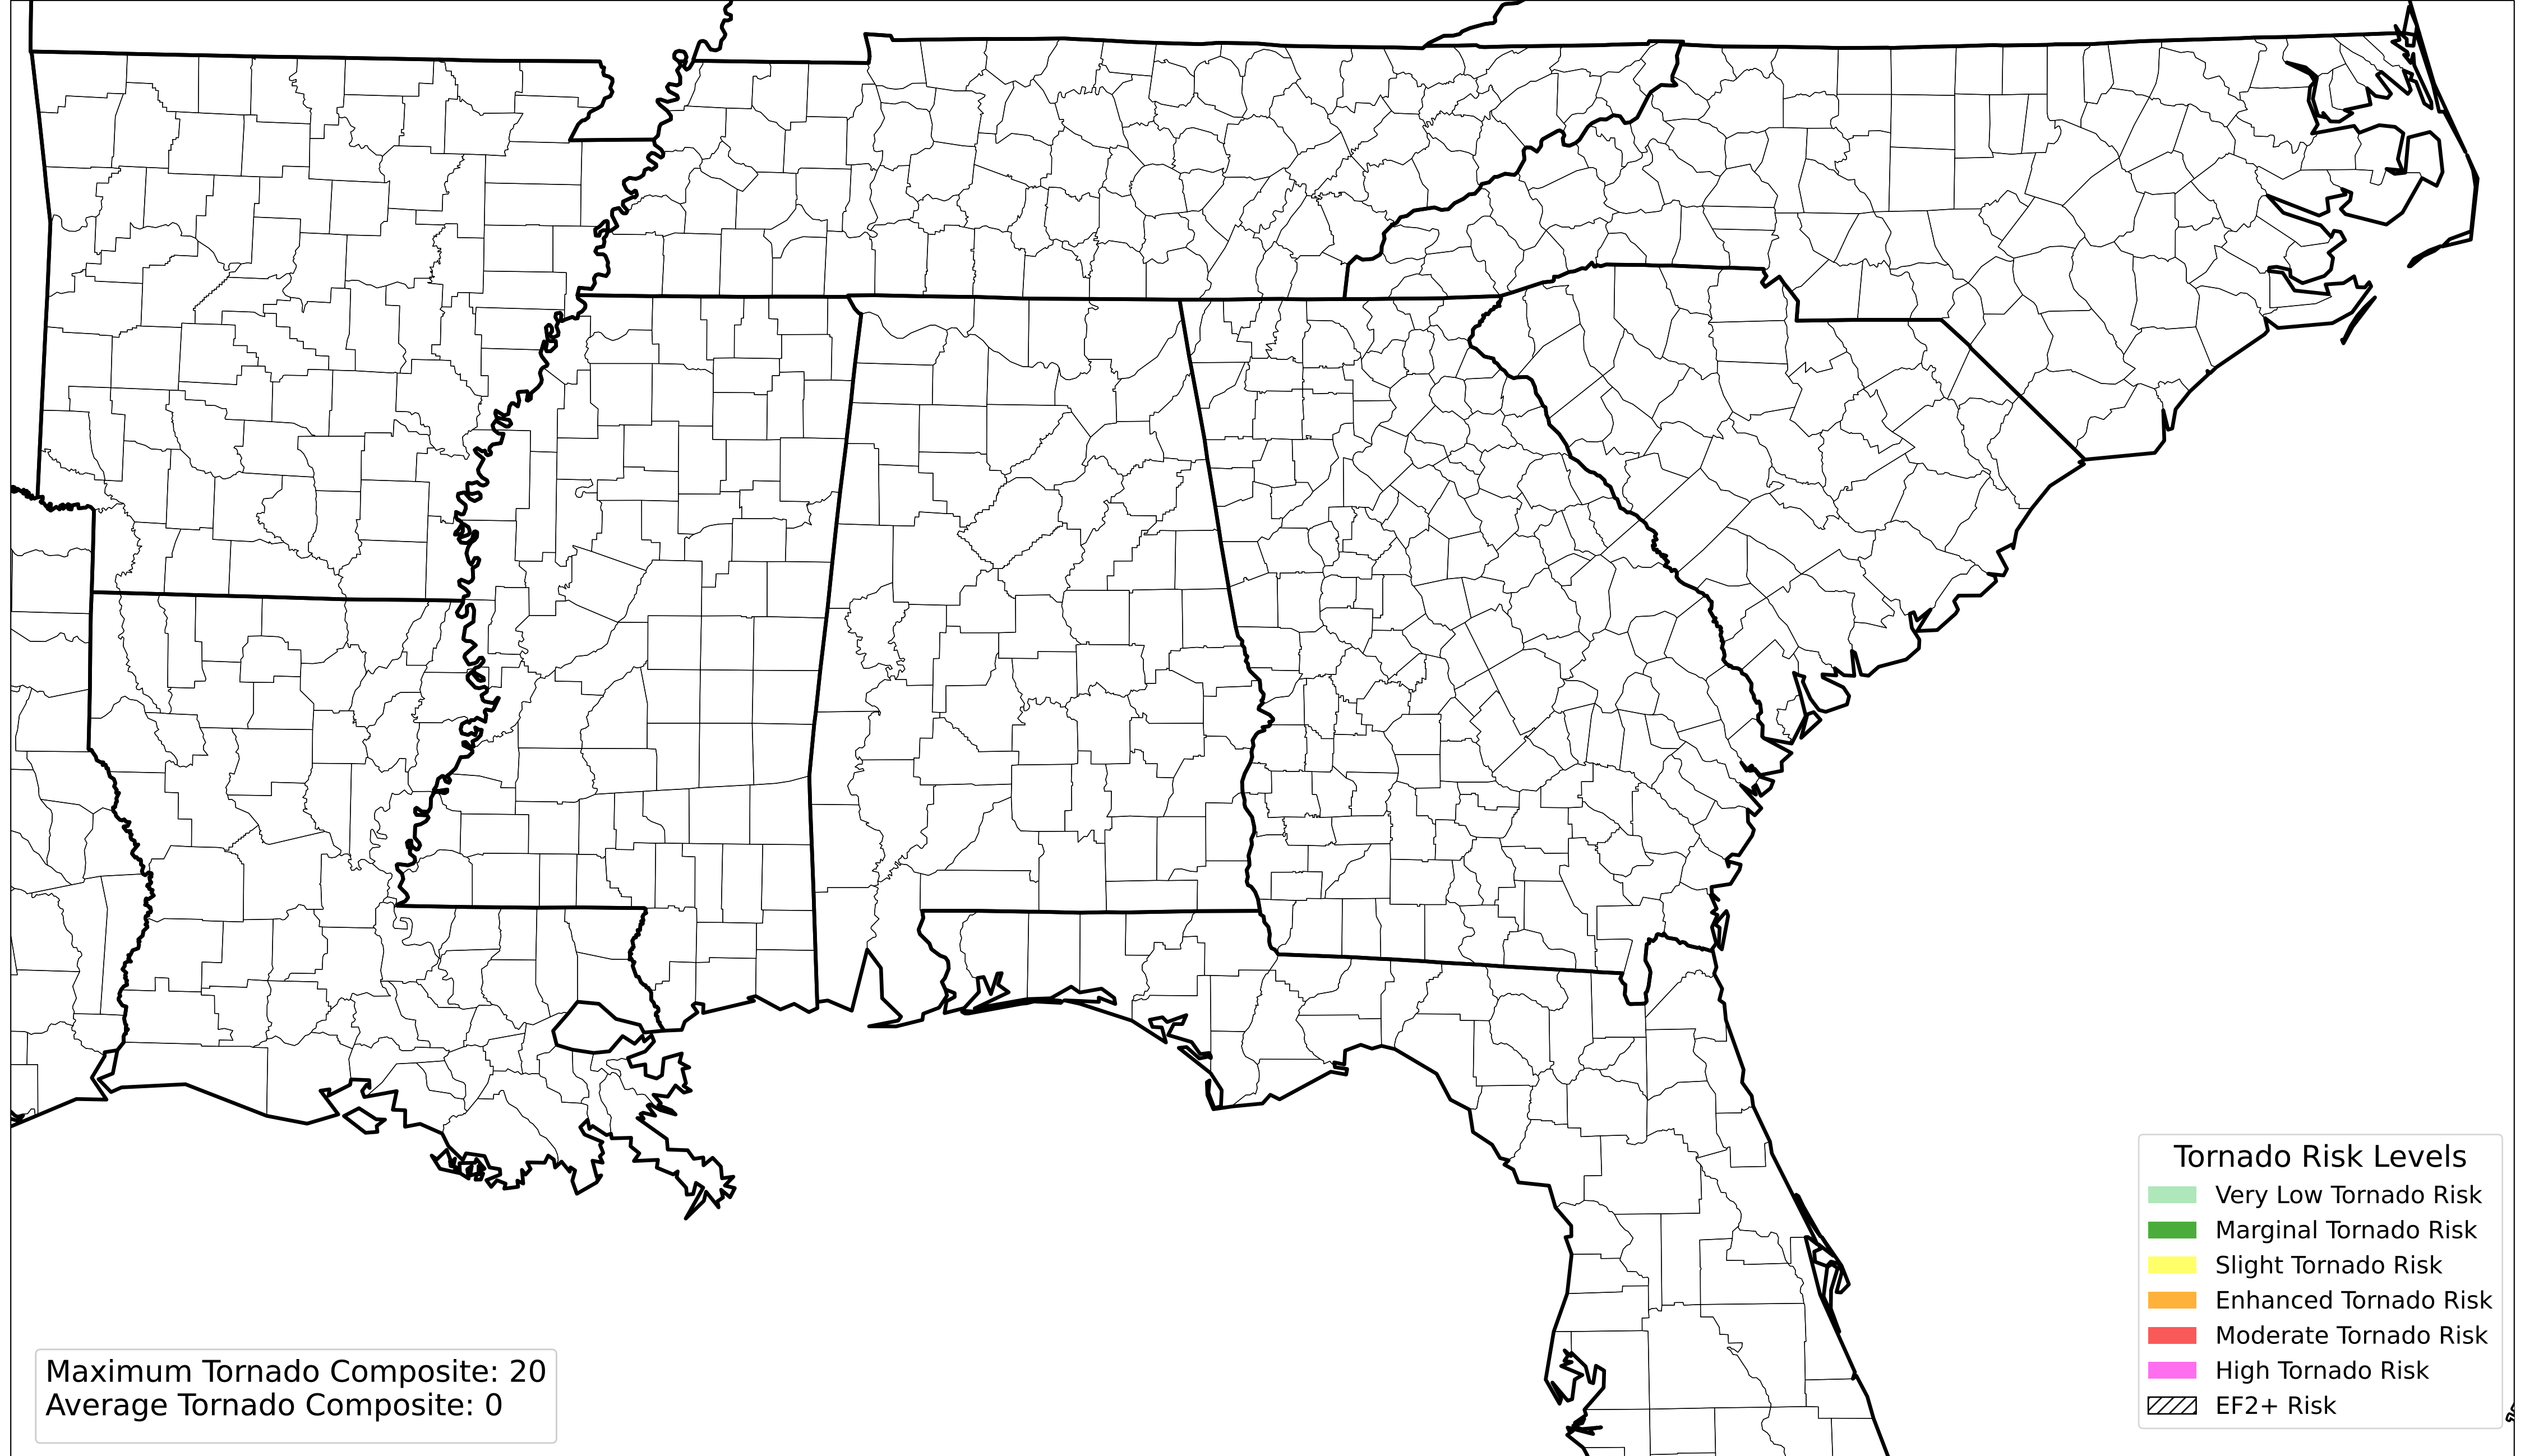 Tornado Risk Levels
Very Low Tornado Risk
Marginal Tornado Risk
Slight Tornado Risk
Enhanced Tornado Risk
Moderate Tornado Risk
High Tornado Risk
EF2+ Risk
Maximum Tornado Composite: 20
Average Tornado Composite: 0